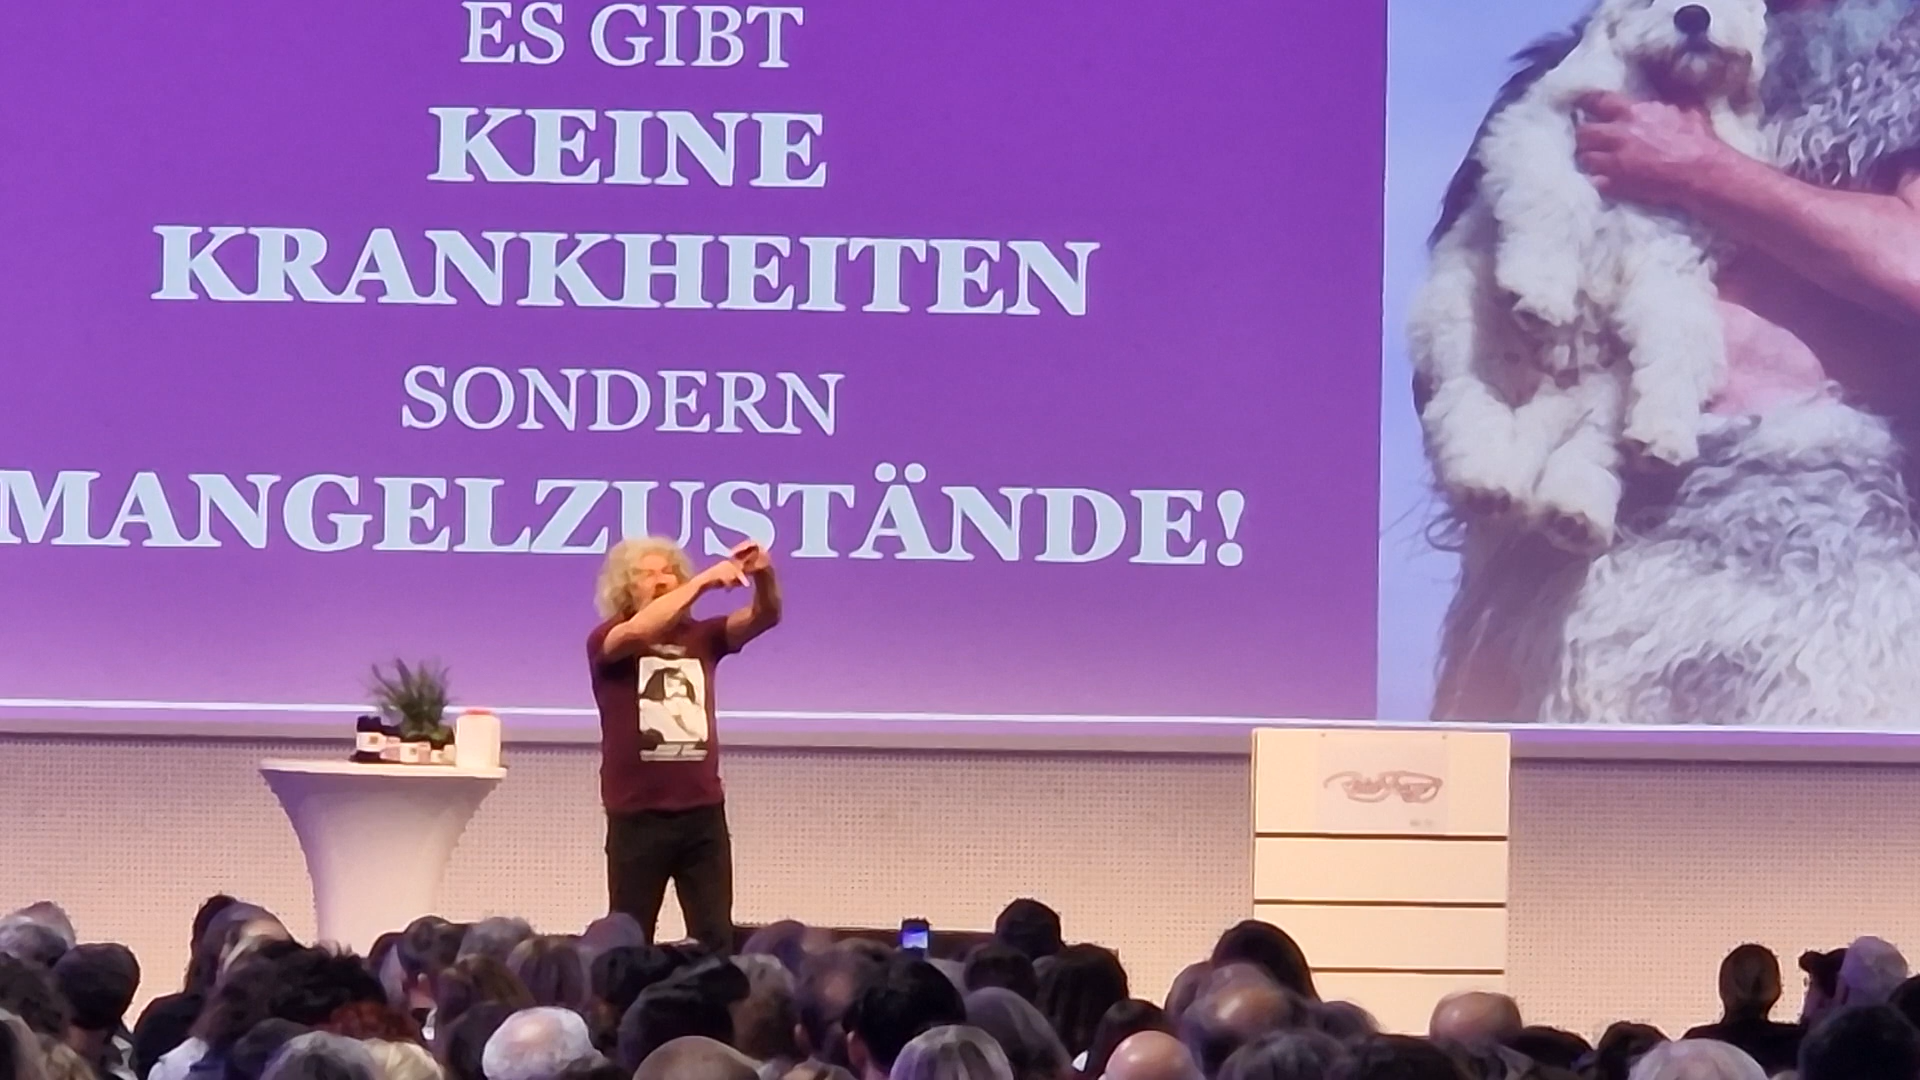 ES GIBT
KEINE
KRANKHEITEN
SONDERN
MANGELZUSTÄNDE!